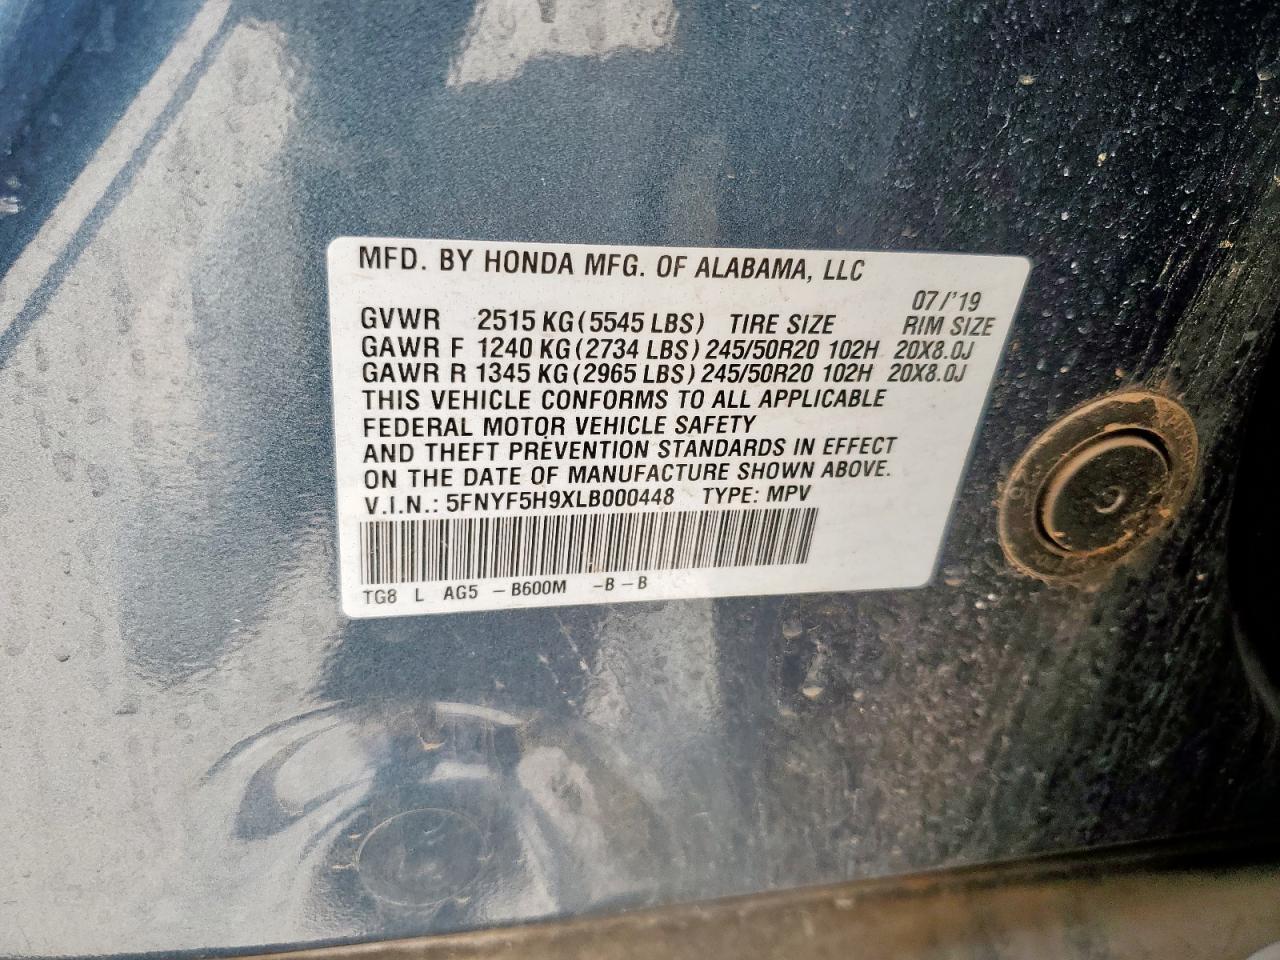 MFD. BY HONDA MFG. OF ALABAMA, LLC
07/'19
GVWR 2515 KG(5545 LBS) TIRE SIZE RIM SIZE
GAWR F 1240 KG(2734 LBS) 245/50R20 102H 20X8.0J
GAWR R 1345 KG(2965 LBS) 245/50R20 102H 20X8.0J
THIS VEHICLE CONFORMS TO ALL APPLICABLE
FEDERAL MOTOR VEHICLE SAFETY
AND THEFT PREVENTION STANDARDS IN EFFECT
ON THE DATE OF MANUFACTURE SHOWN ABOVE.
V.I.N.: 5FNYF5H9XLB000448 TYPE: MPV
TG8 L AG5 -B600M -B-B